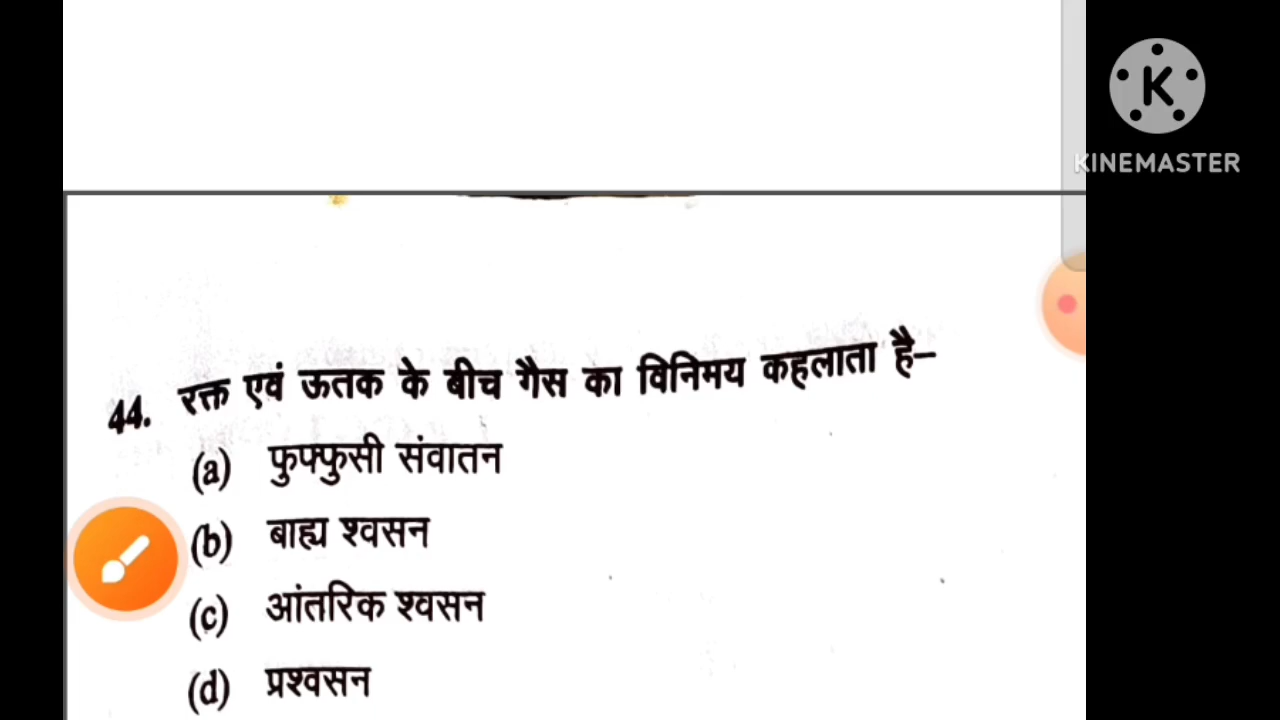 K
KINEMASTER
44. रक्त एवं ऊतक के बीच गैस का विनिमय कहलाता है–
(a) फुफ्फुसी संवातन
(b) बाह्य श्वसन
(c) आंतरिक श्वसन
(d) प्रश्वसन